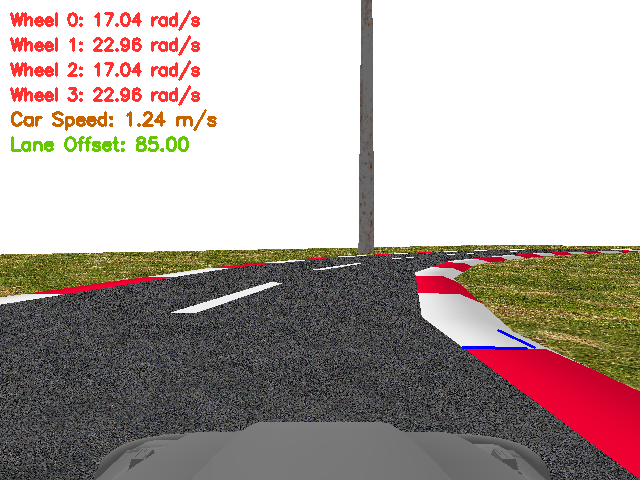 Wheel 0: 17.04 rad/s
Wheel 1: 22.96 rad/s
Wheel 2: 17.04 rad/s
Wheel 3: 22.96 rad/s
Car Speed: 1.24 m/s
Lane Offset: 85.00